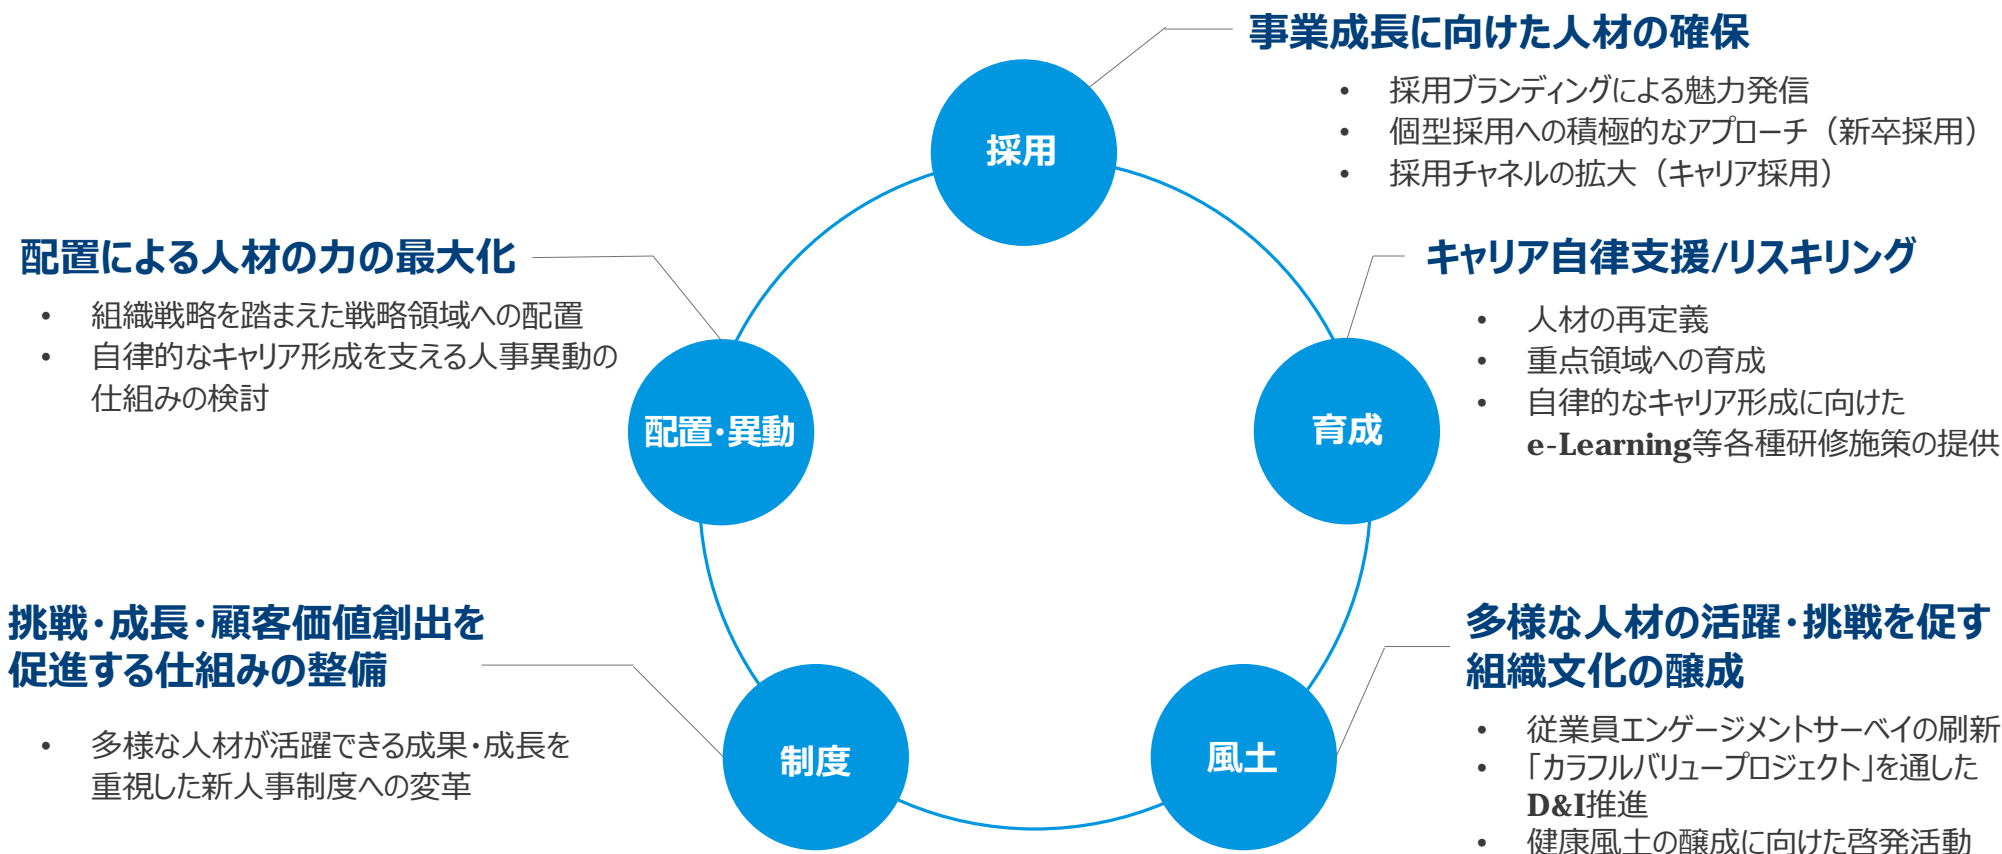 事業成長に向けた人材の確保
• 採用ブランディングによる魅力発信
• 個型採用への積極的なアプローチ（新卒採用）
• 採用チャネルの拡大（キャリア採用）
採用
配置による人材の力の最大化
• 組織戦略を踏まえた戦略領域への配置
• 自律的なキャリア形成を支える人事異動の
仕組みの検討
配置・異動
キャリア自律支援/リスキリング
• 人材の再定義
• 重点領域への育成
• 自律的なキャリア形成に向けた
e-Learning等各種研修施策の提供
育成
挑戦・成長・顧客価値創出を
促進する仕組みの整備
• 多様な人材が活躍できる成果・成長を
重視した新人事制度への変革
制度
多様な人材の活躍・挑戦を促す
組織文化の醸成
• 従業員エンゲージメントサーベイの刷新
• 「カラフルバリュープロジェクト」を通した
D&I推進
• 健康風土の醸成に向けた啓発活動
風土